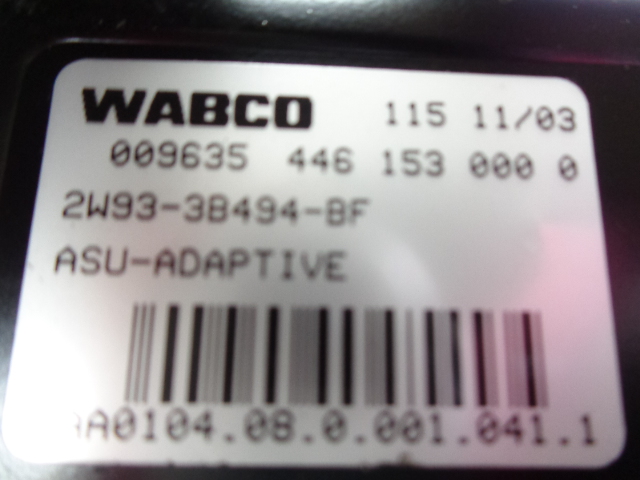 WABCO 115 11/03
009635 446 153 000 0
2W93-3B494-BF
ASU-ADAPTIVE
AA0104.08.0.001.041.1